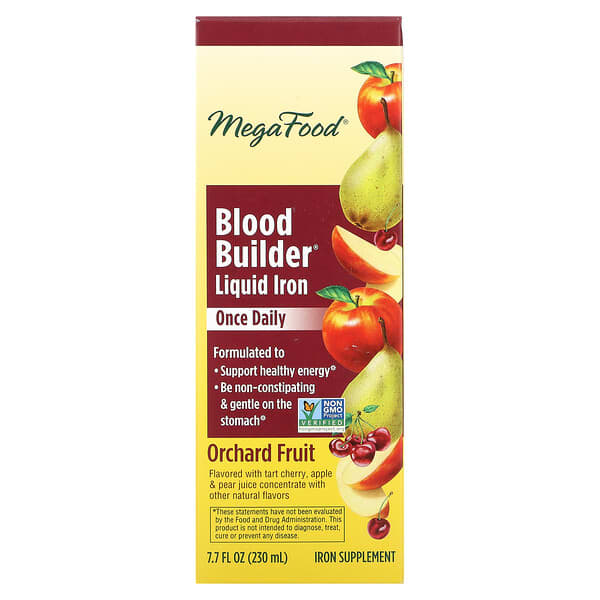 MegaFood®
Blood
Builder®
Liquid Iron
Once Daily
Formulated to
• Support healthy energy*
• Be non-constipating
& gentle on the
stomach*
NON
GMO
Project
VERIFIED
nongmoproject.org
Orchard Fruit
Flavored with tart cherry, apple
& pear juice concentrate with
other natural flavors
*These statements have not been evaluated
by the Food and Drug Administration. This
product is not intended to diagnose, treat,
cure or prevent any disease.
7.7 FL OZ (230 mL) IRON SUPPLEMENT